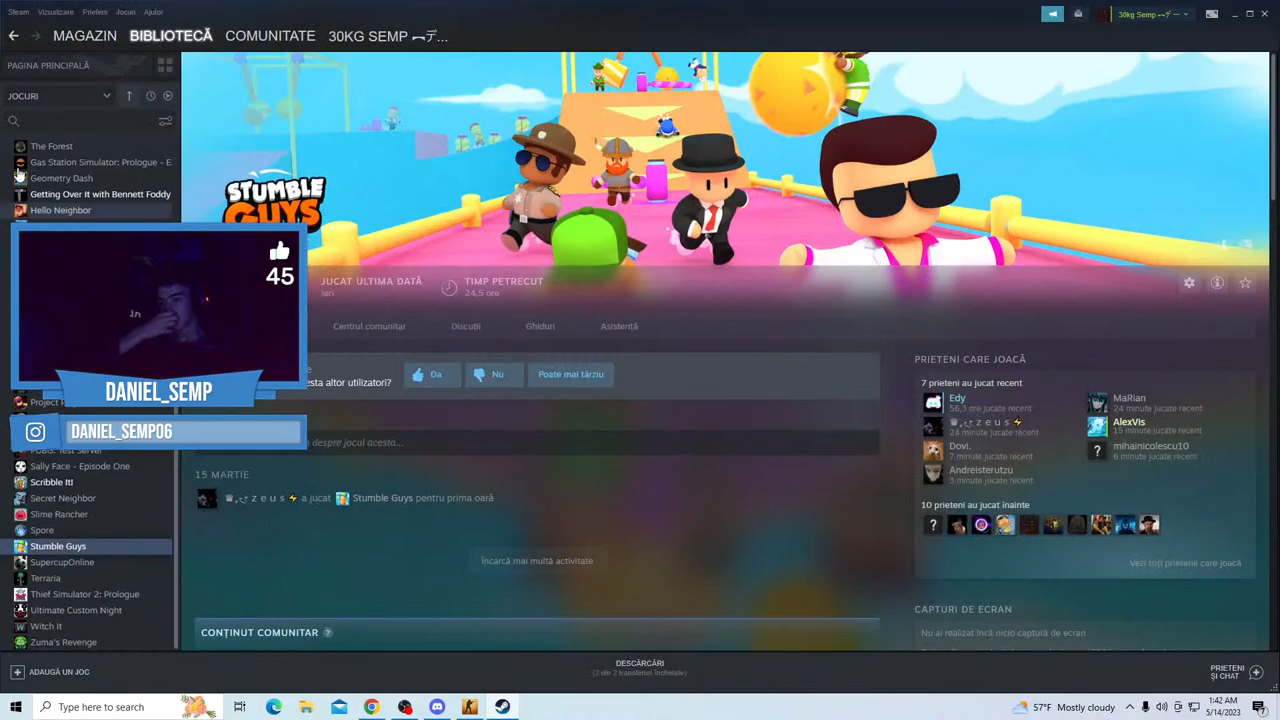 Steam Vizualizare Prieteni Jocuri Ajutor
30kg Semp
MAGAZIN BIBLIOTECĂ COMUNITATE 30KG SEMP
PAGINA PRINCIPALĂ
JOCURI
The Forest
Gas Station Simulator: Prologue - E
Geometry Dash
Getting Over It with Bennett Foddy
Hello Neighbor
STUMBLE
GUYS
45
DANIEL_SEMP
DANIEL_SEMP06
JUCAT ULTIMA DATĂ
Ieri
TIMP PETRECUT
24,5 ore
Centrul comunitar Discuții Ghiduri Asistență
esta altor utilizatori?
Da Nu Poate mai târziu
despre jocul acesta...
Sally Face - Episode One
Scribble It!
Secret Neighbor
Slime Rancher
Spore
Stumble Guys
SupercupOnline
Terraria
Thief Simulator 2: Prologue
Ultimate Custom Night
Witch It
Zuma's Revenge
15 MARTIE
z e u s ⚡ a jucat Stumble Guys pentru prima oară
Încarcă mai multă activitate
CONȚINUT COMUNITAR ?
PRIETENI CARE JOACĂ
7 prieteni au jucat recent
Edy
56,3 ore jucate recent
z e u s ⚡
24 minute jucate recent
Dovi.
7 minute jucate recent
Andreisterutzu
3 minute jucate recent
MaRian
24 minute jucate recent
AlexVis
15 minute jucate recent
mihainicolescu10
6 minute jucate recent
10 prieteni au jucat înainte
Vezi toți prietenii care joacă
CAPTURI DE ECRAN
Nu ai realizat încă nicio captură de ecran
ADAUGĂ UN JOC
DESCĂRCĂRI
(2 din 2 transferuri încheiate)
PRIETENI
ȘI CHAT
Type here to search
57°F Mostly cloudy
1:42 AM
5/14/2023
7